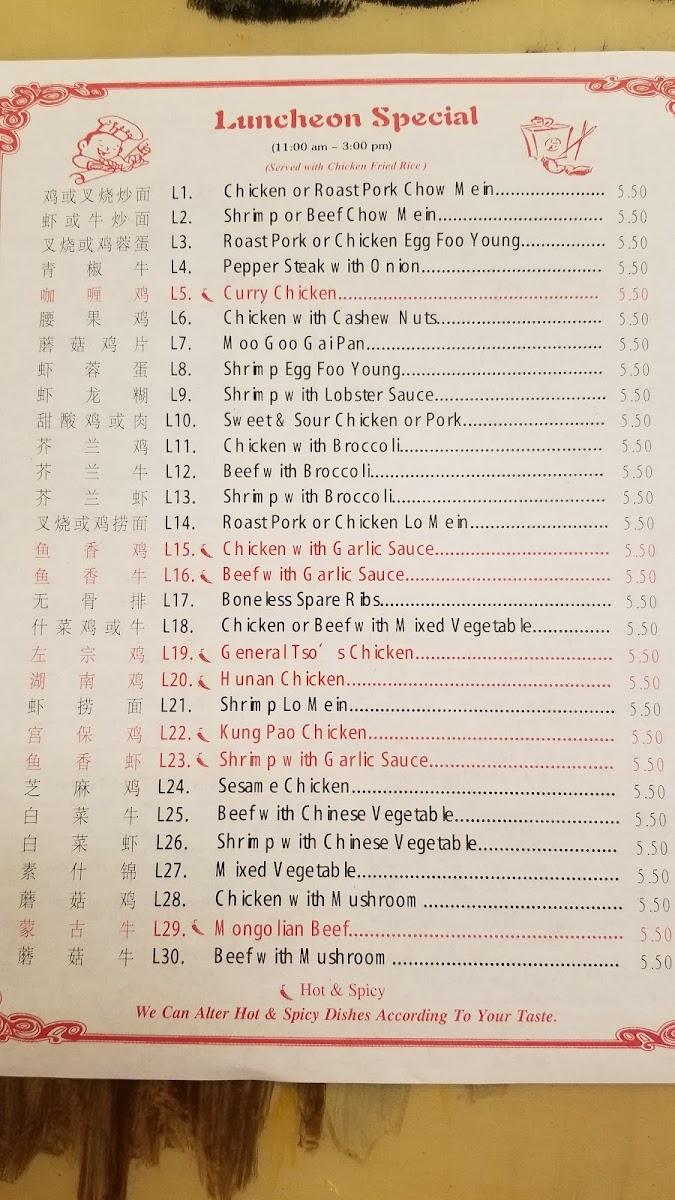 Luncheon Special
(11:00 am – 3:00 pm)
(Served with Chicken Fried Rice)
鸡或叉烧炒面 L1. Chicken or Roast Pork Chow Mein..................... 5.50
虾或牛炒面 L2. Shrimp or Beef Chow Mein................................ 5.50
叉烧或鸡蓉蛋 L3. Roast Pork or Chicken Egg Foo Young................ 5.50
青椒牛 L4. Pepper Steak with Onion................................... 5.50
咖喱鸡 L5. Curry Chicken.................................................. 5.50
腰果鸡 L6. Chicken with Cashew Nuts................................ 5.50
蘑菇鸡片 L7. Moo Goo Gai Pan............................................. 5.50
虾蓉蛋 L8. Shrimp Egg Foo Young....................................... 5.50
虾龙糊 L9. Shrimp with Lobster Sauce................................ 5.50
甜酸鸡或肉 L10. Sweet & Sour Chicken or Pork........................... 5.50
芥兰鸡 L11. Chicken with Broccoli....................................... 5.50
芥兰牛 L12. Beef with Broccoli............................................. 5.50
芥兰虾 L13. Shrimp with Broccoli......................................... 5.50
叉烧或鸡捞面 L14. Roast Pork or Chicken Lo Mein........................... 5.50
鱼香鸡 L15. Chicken with Garlic Sauce................................. 5.50
鱼香牛 L16. Beef with Garlic Sauce....................................... 5.50
无骨排 L17. Boneless Spare Ribs............................................ 5.50
什菜鸡或牛 L18. Chicken or Beef with Mixed Vegetable............... 5.50
左宗鸡 L19. General Tso's Chicken...................................... 5.50
湖南鸡 L20. Hunan Chicken................................................... 5.50
虾捞面 L21. Shrimp Lo Mein................................................... 5.50
宫保鸡 L22. Kung Pao Chicken............................................... 5.50
鱼香虾 L23. Shrimp with Garlic Sauce................................... 5.50
芝麻鸡 L24. Sesame Chicken.................................................. 5.50
白菜牛 L25. Beef with Chinese Vegetable............................... 5.50
白菜虾 L26. Shrimp with Chinese Vegetable.......................... 5.50
素什锦 L27. Mixed Vegetable.................................................. 5.50
蘑菇鸡 L28. Chicken with Mushroom ..................................... 5.50
蒙古牛 L29. Mongolian Beef..................................................... 5.50
蘑菇牛 L30. Beef with Mushroom ........................................... 5.50
Hot & Spicy
We Can Alter Hot & Spicy Dishes According To Your Taste.